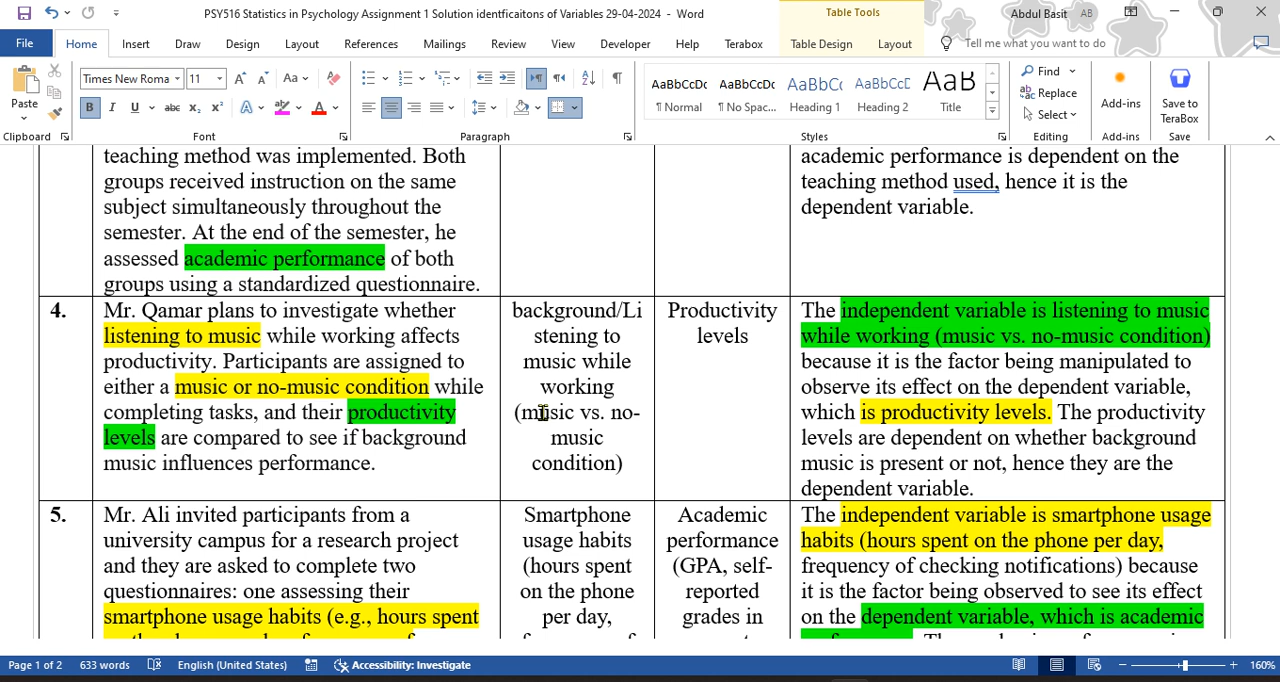 PSY516 Statistics in Psychology Assignment 1 Solution identficaitons of Variables 29-04-2024 - Word
Table Tools
Abdul Basit AB
File Home Insert Draw Design Layout References Mailings Review View Developer Help Terabox Table Design Layout Tell me what you want to do
Times New Roma 11 Aa
Paste
B I U abc x₂ x² A A
AaBbCcDc AaBbCcDc AaBbC( AaBbCcE AaB
¶ Normal ¶ No Spac... Heading 1 Heading 2 Title
Find
Replace
Select
Add-ins
Save to
TeraBox
Clipboard Font Paragraph Styles Editing Add-ins Save
teaching method was implemented. Both
groups received instruction on the same
subject simultaneously throughout the
semester. At the end of the semester, he
assessed academic performance of both
groups using a standardized questionnaire.
academic performance is dependent on the
teaching method used, hence it is the
dependent variable.
4.
Mr. Qamar plans to investigate whether
listening to music while working affects
productivity. Participants are assigned to
either a music or no-music condition while
completing tasks, and their productivity
levels are compared to see if background
music influences performance.
background/Li
stening to
music while
working
(music vs. no-
music
condition)
Productivity
levels
The independent variable is listening to music
while working (music vs. no-music condition)
because it is the factor being manipulated to
observe its effect on the dependent variable,
which is productivity levels. The productivity
levels are dependent on whether background
music is present or not, hence they are the
dependent variable.
5.
Mr. Ali invited participants from a
university campus for a research project
and they are asked to complete two
questionnaires: one assessing their
smartphone usage habits (e.g., hours spent
Smartphone
usage habits
(hours spent
on the phone
per day,
Academic
performance
(GPA, self-
reported
grades in
The independent variable is smartphone usage
habits (hours spent on the phone per day,
frequency of checking notifications) because
it is the factor being observed to see its effect
on the dependent variable, which is academic
Page 1 of 2 633 words English (United States) Accessibility: Investigate 160%